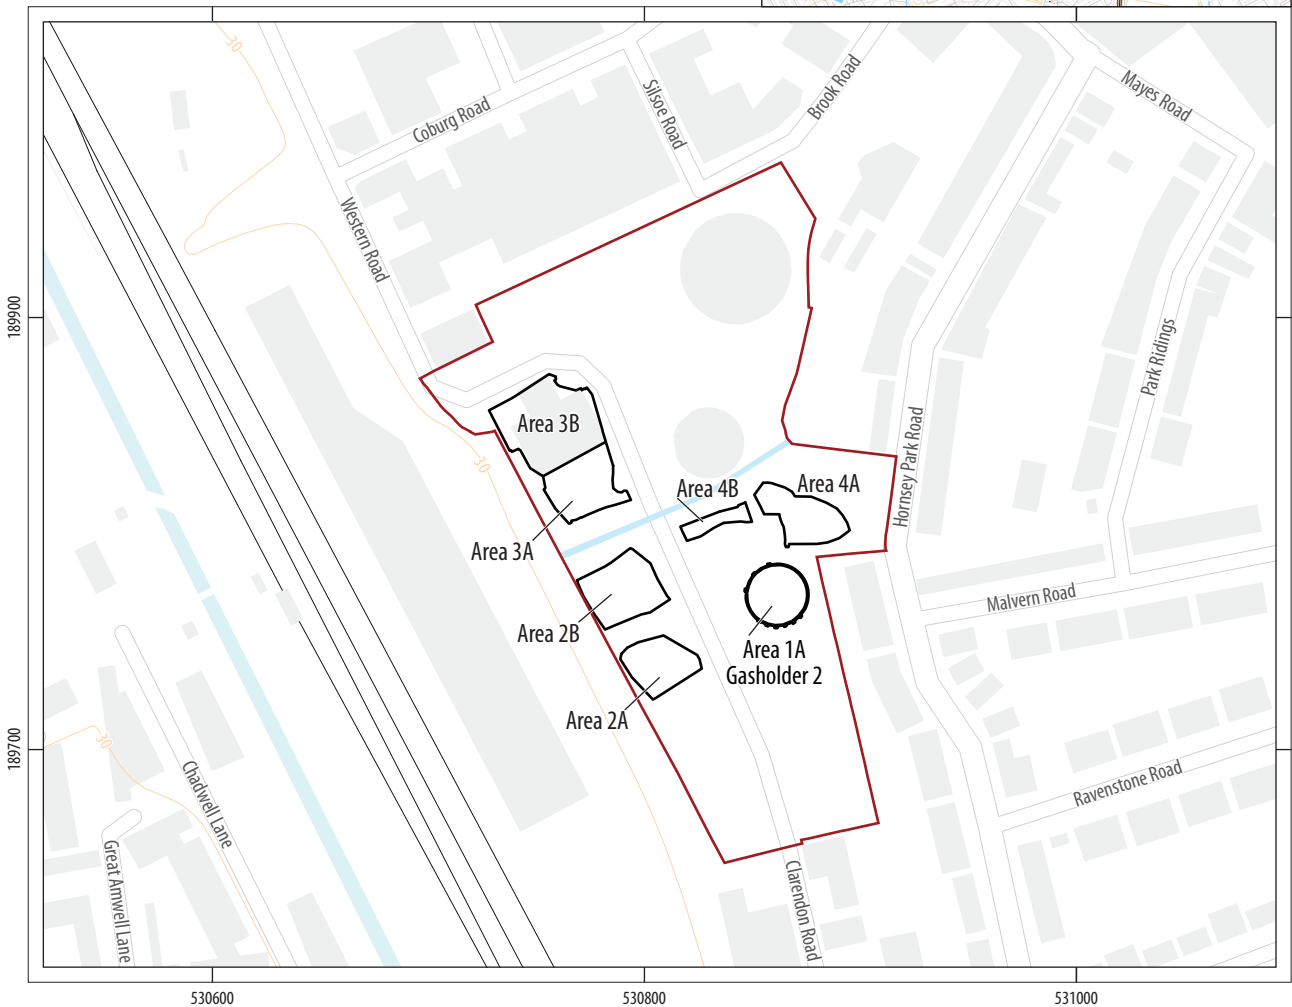 30
Coburg Road
Silsoe Road
Brook Road
Mayes Road
Western Road
189900
Park Ridings
Area 3B
Hornsey Park Road
30
Area 4B
Area 4A
Area 3A
Malvern Road
Area 2B
Area 1A
Gasholder 2
Area 2A
189700
30
Chadwell Lane
Ravenstone Road
Great Amwell Lane
Clarendon Road
530600
530800
531000